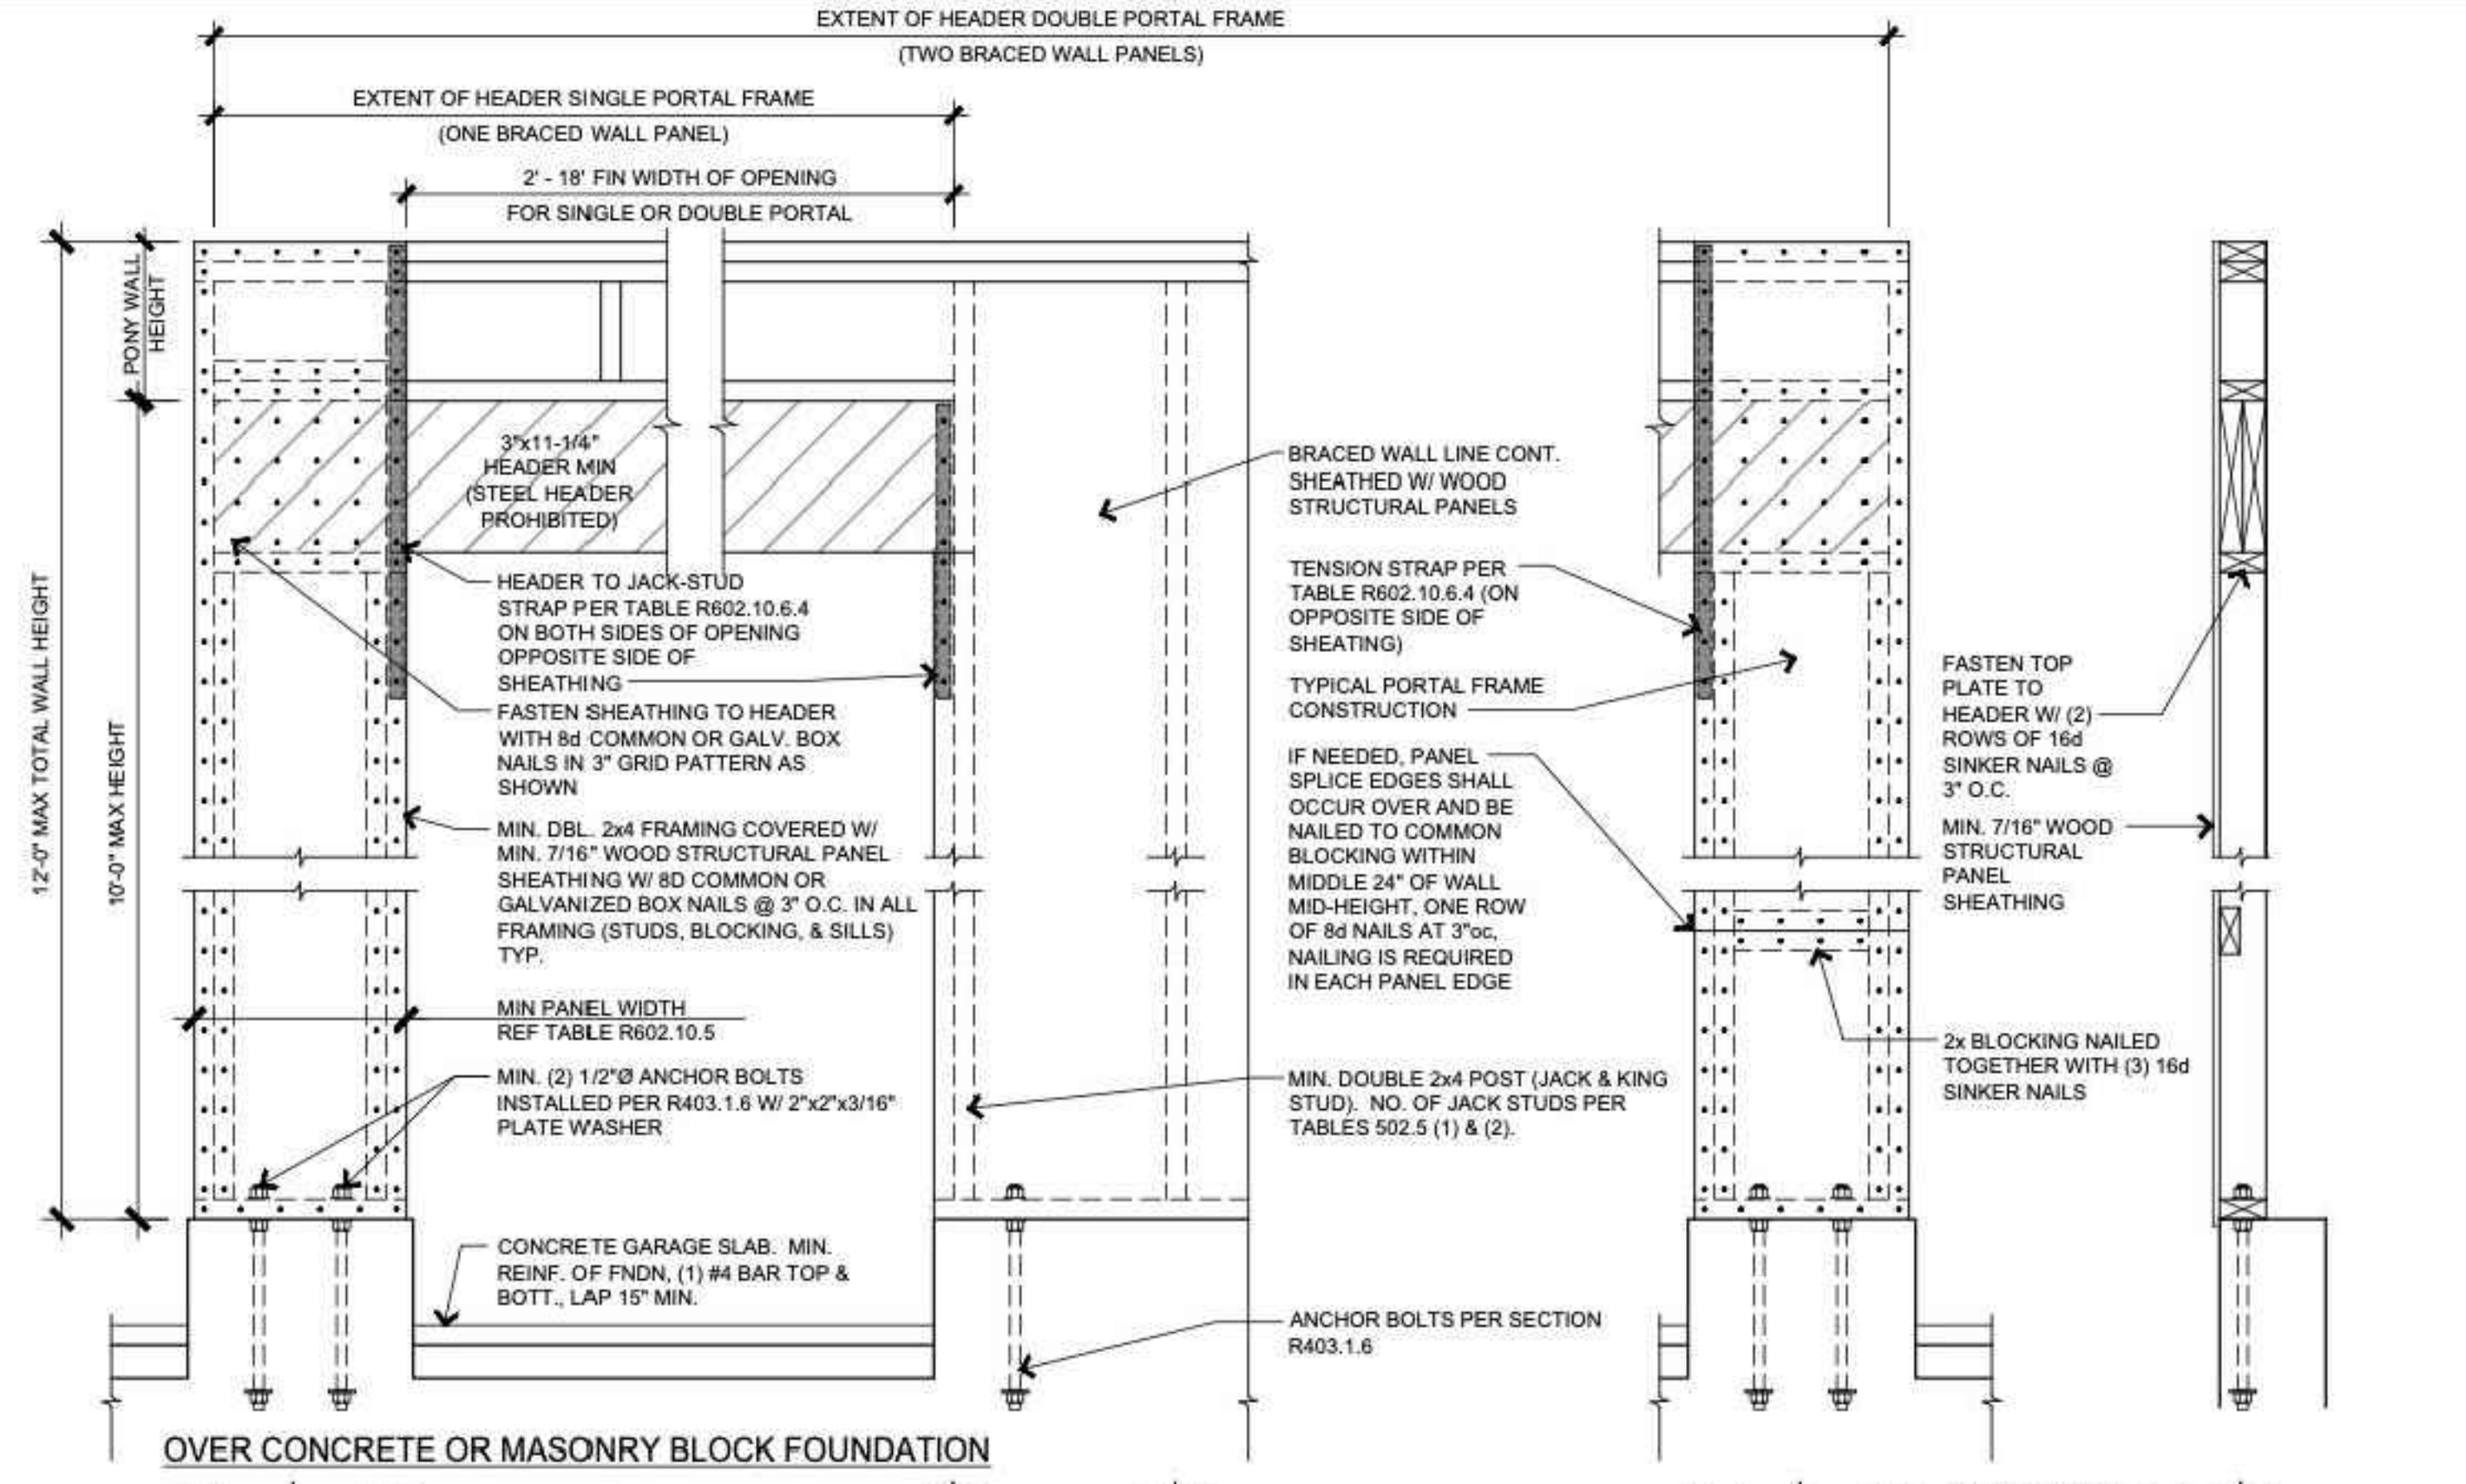 EXTENT OF HEADER DOUBLE PORTAL FRAME
(TWO BRACED WALL PANELS)
EXTENT OF HEADER SINGLE PORTAL FRAME
(ONE BRACED WALL PANEL)
2' - 18' FIN WIDTH OF OPENING
FOR SINGLE OR DOUBLE PORTAL
12'-0" MAX TOTAL WALL HEIGHT
10'-0" MAX HEIGHT
PONY WALL
HEIGHT
3"x11-1/4"
HEADER MIN
(STEEL HEADER
PROHIBITED)
HEADER TO JACK-STUD
STRAP PER TABLE R602.10.6.4
ON BOTH SIDES OF OPENING
OPPOSITE SIDE OF
SHEATHING
FASTEN SHEATHING TO HEADER
WITH 8d COMMON OR GALV. BOX
NAILS IN 3" GRID PATTERN AS
SHOWN
MIN. DBL. 2x4 FRAMING COVERED W/
MIN. 7/16" WOOD STRUCTURAL PANEL
SHEATHING W/ 8D COMMON OR
GALVANIZED BOX NAILS @ 3" O.C. IN ALL
FRAMING (STUDS, BLOCKING, & SILLS)
TYP.
MIN PANEL WIDTH
REF TABLE R602.10.5
MIN. (2) 1/2"Ø ANCHOR BOLTS
INSTALLED PER R403.1.6 W/ 2"x2"x3/16"
PLATE WASHER
CONCRETE GARAGE SLAB. MIN.
REINF. OF FNDN, (1) #4 BAR TOP &
BOTT., LAP 15" MIN.
BRACED WALL LINE CONT.
SHEATHED W/ WOOD
STRUCTURAL PANELS
TENSION STRAP PER
TABLE R602.10.6.4 (ON
OPPOSITE SIDE OF
SHEATING)
TYPICAL PORTAL FRAME
CONSTRUCTION
IF NEEDED, PANEL
SPLICE EDGES SHALL
OCCUR OVER AND BE
NAILED TO COMMON
BLOCKING WITHIN
MIDDLE 24" OF WALL
MID-HEIGHT, ONE ROW
OF 8d NAILS AT 3"oc,
NAILING IS REQUIRED
IN EACH PANEL EDGE
MIN. DOUBLE 2x4 POST (JACK & KING
STUD). NO. OF JACK STUDS PER
TABLES 502.5 (1) & (2).
ANCHOR BOLTS PER SECTION
R403.1.6
FASTEN TOP
PLATE TO
HEADER W/ (2)
ROWS OF 16d
SINKER NAILS @
3" O.C.
MIN. 7/16" WOOD
STRUCTURAL
PANEL
SHEATHING
2x BLOCKING NAILED
TOGETHER WITH (3) 16d
SINKER NAILS
OVER CONCRETE OR MASONRY BLOCK FOUNDATION